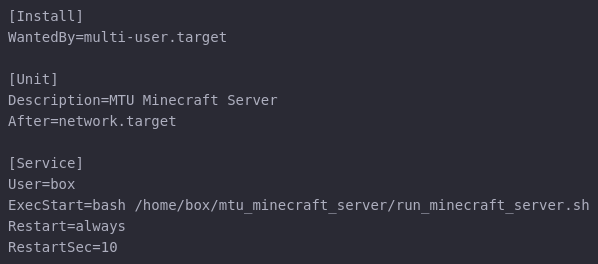 [Install]
WantedBy=multi-user.target

[Unit]
Description=MTU Minecraft Server
After=network.target

[Service]
User=box
ExecStart=bash /home/box/mtu_minecraft_server/run_minecraft_server.sh
Restart=always
RestartSec=10